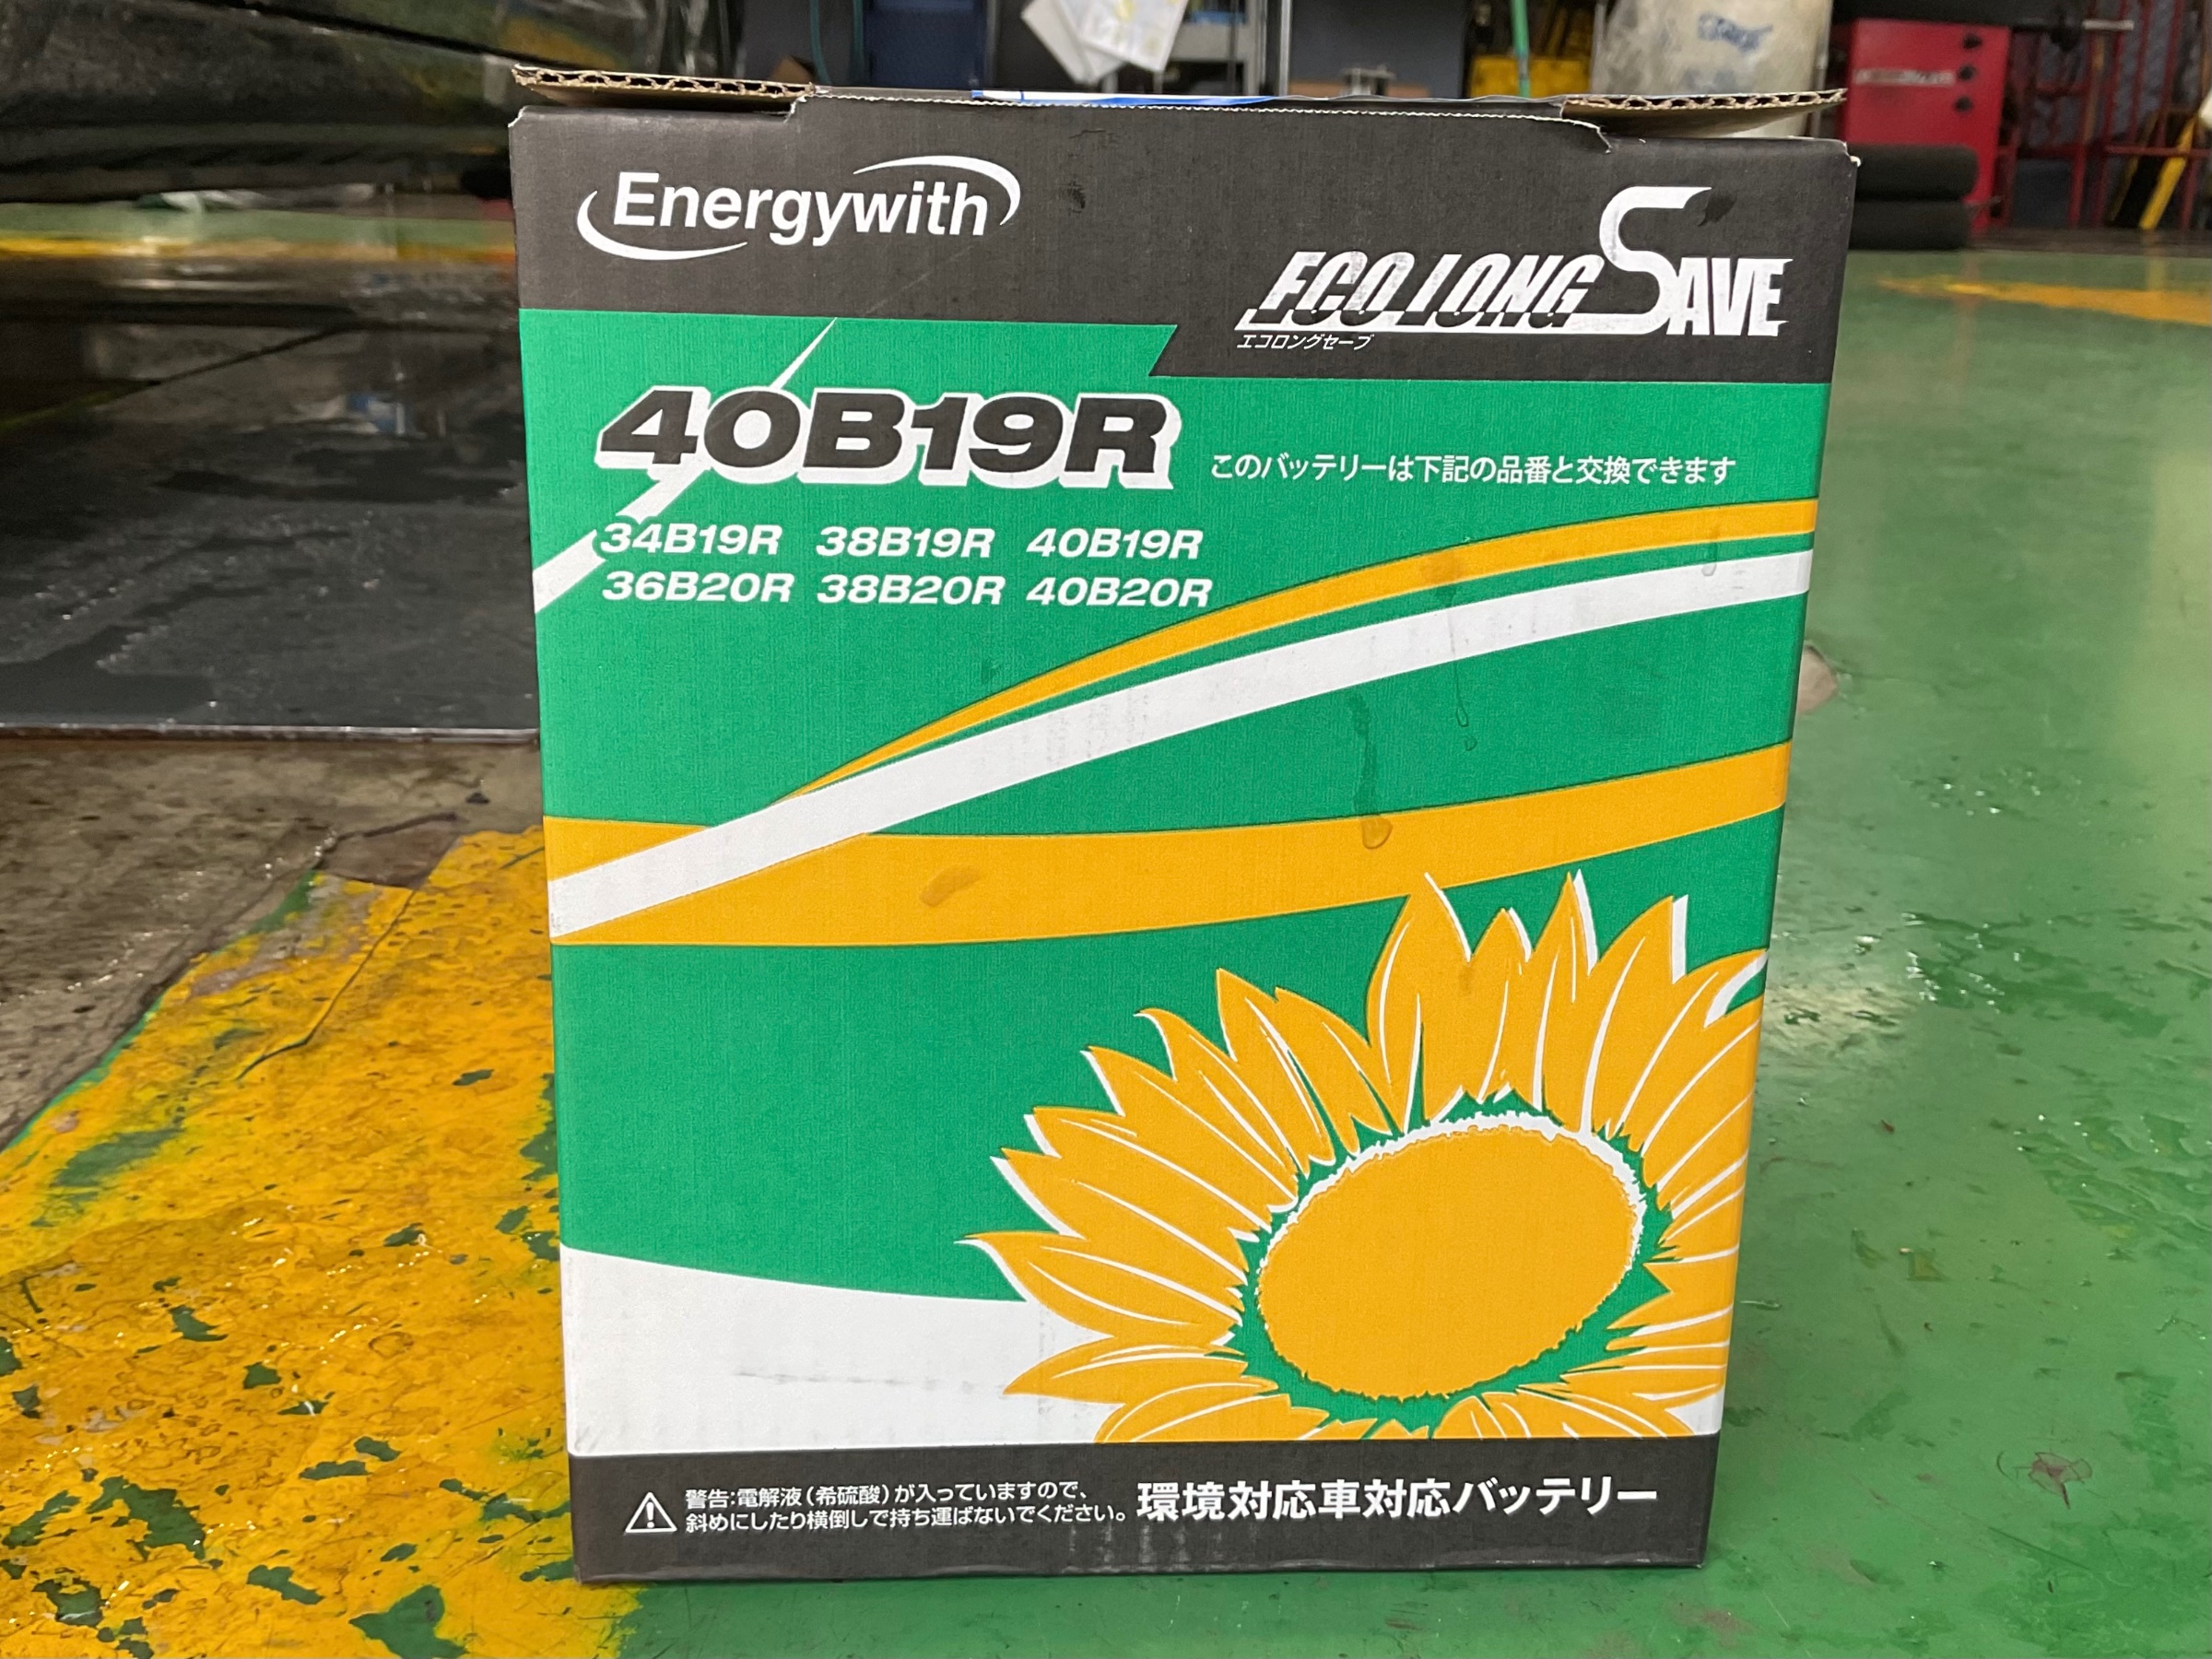 Energywith
ECO LONG SAVE
エコロングセーブ
40B19R
このバッテリーは下記の品番と交換できます
34B19R 38B19R 40B19R
36B20R 38B20R 40B20R
警告:電解液(希硫酸)が入っていますので、
斜めにしたり横倒しで持ち運ばないでください。
環境対応車対応バッテリー